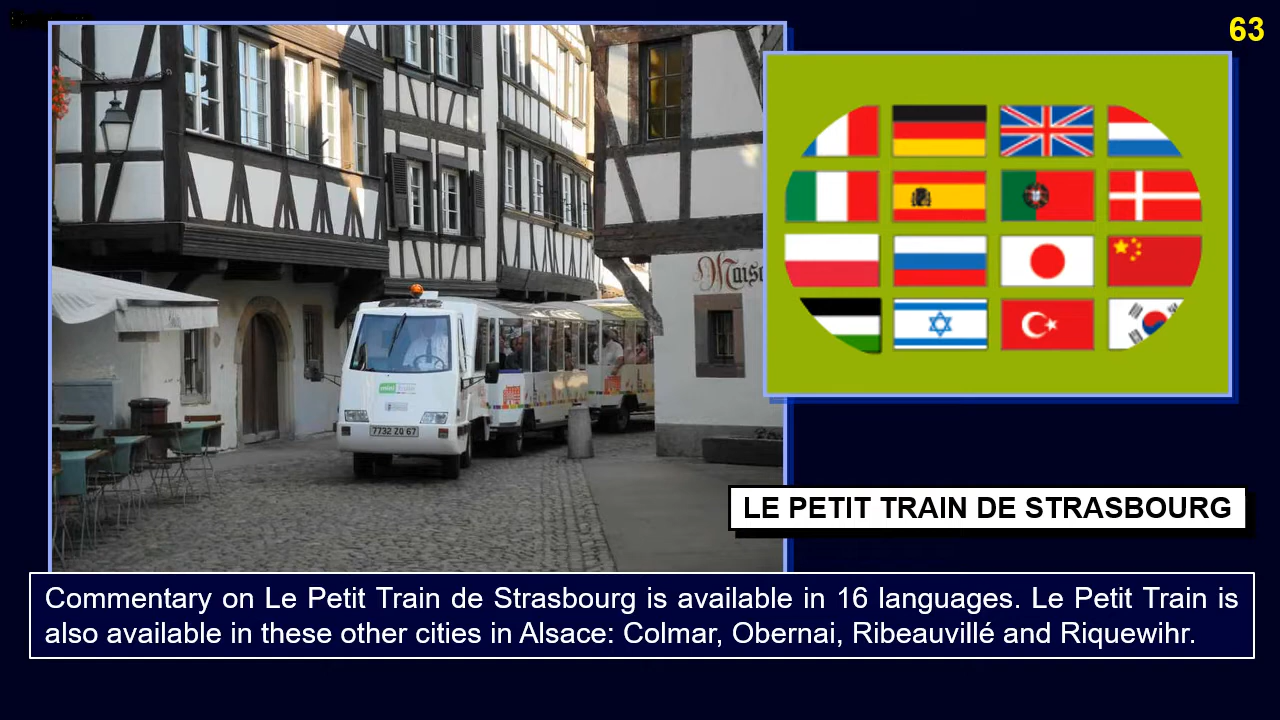 63
Maiso
7732 ZQ 67
LE PETIT TRAIN DE STRASBOURG
Commentary on Le Petit Train de Strasbourg is available in 16 languages. Le Petit Train is
also available in these other cities in Alsace: Colmar, Obernai, Ribeauvillé and Riquewihr.